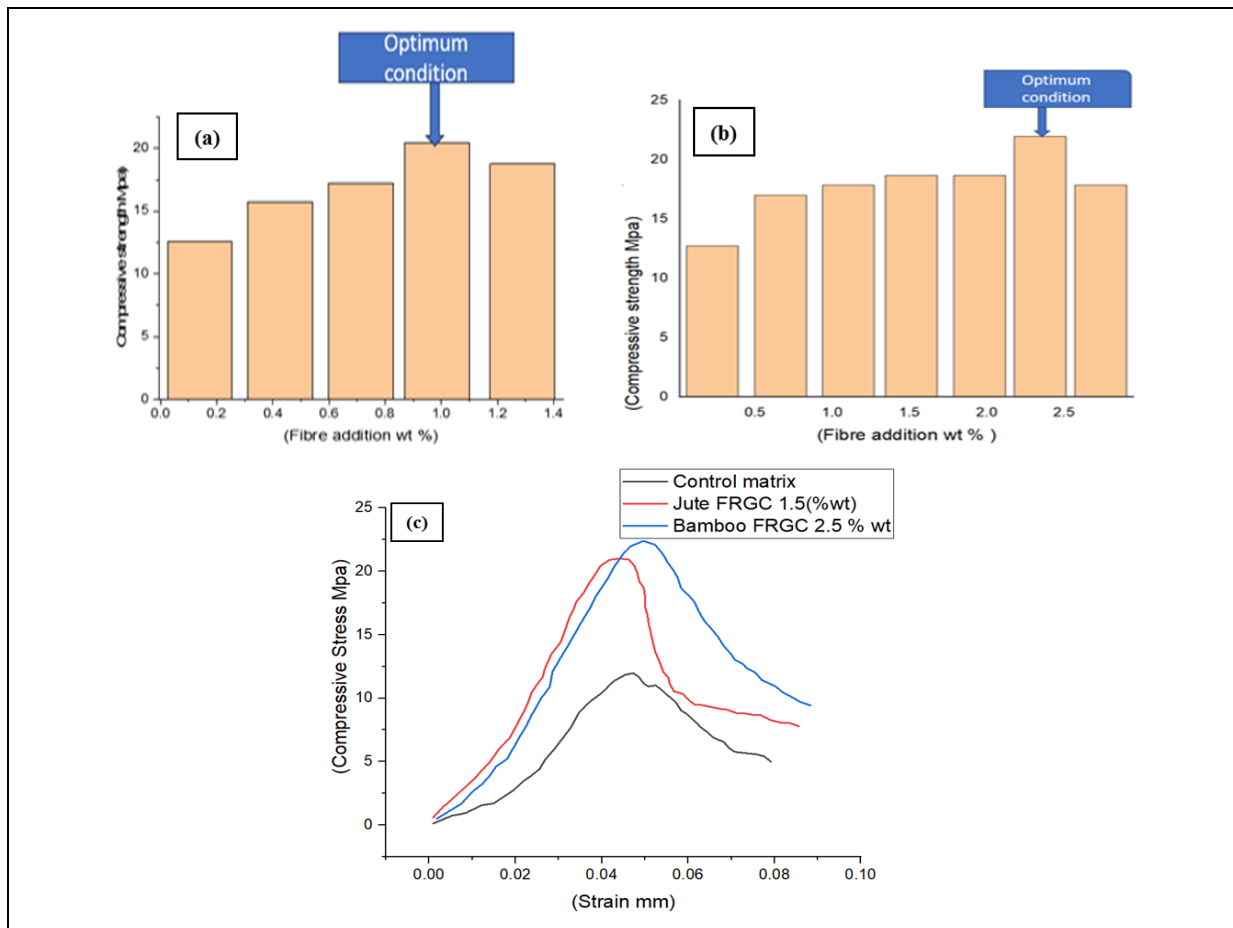 Optimum
condition
(a)
20
15
10
5
0
Compressive strength Mpa)
0.0 0.2 0.4 0.6 0.8 1.0 1.2 1.4
(Fibre addition wt %)
Optimum
condition
(b)
25
20
15
10
5
0
(Compressive strength Mpa)
0.5 1.0 1.5 2.0 2.5
(Fibre addition wt % )
Control matrix
Jute FRGC 1.5(%wt)
Bamboo FRGC 2.5 % wt
(c)
25
20
15
10
5
0
(Compressive Stress Mpa)
0.00 0.02 0.04 0.06 0.08 0.10
(Strain mm)